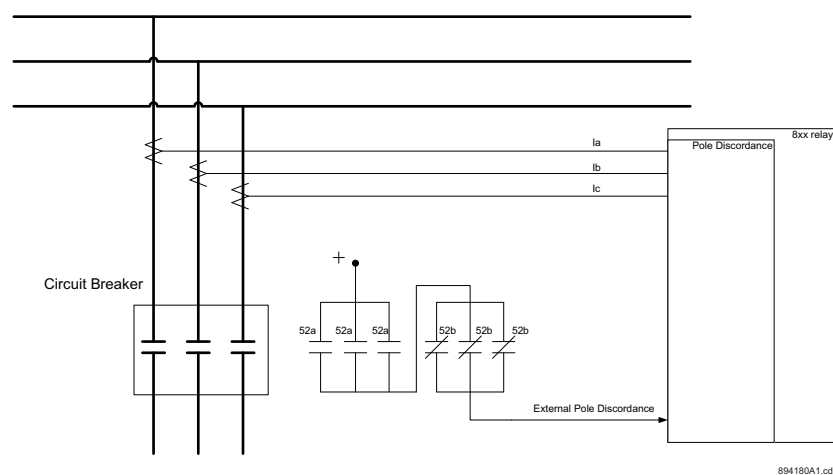 8xx relay
Pole Discordance
Ia
Ib
Ic
Circuit Breaker
+
52a 52a 52a 52b 52b 52b
External Pole Discordance
894180A1.cd